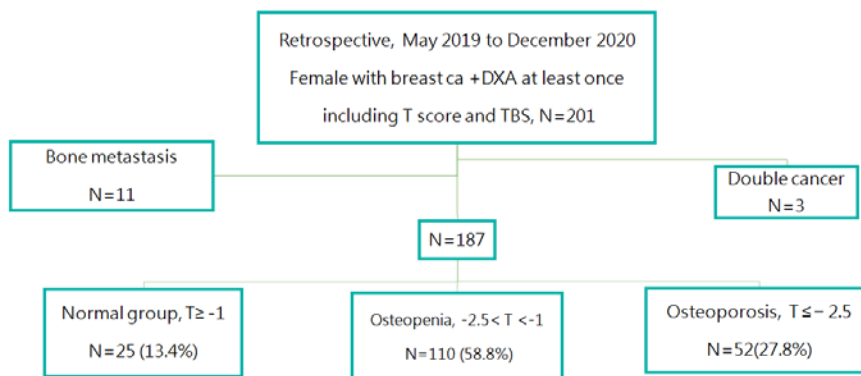 Retrospective, May 2019 to December 2020
Female with breast ca +DXA at least once
including T score and TBS, N=201
Bone metastasis
N=11
Double cancer
N=3
N=187
Normal group, T≥ -1
N=25 (13.4%)
Osteopenia, -2.5< T <-1
N=110 (58.8%)
Osteoporosis, T ≤− 2.5
N=52(27.8%)